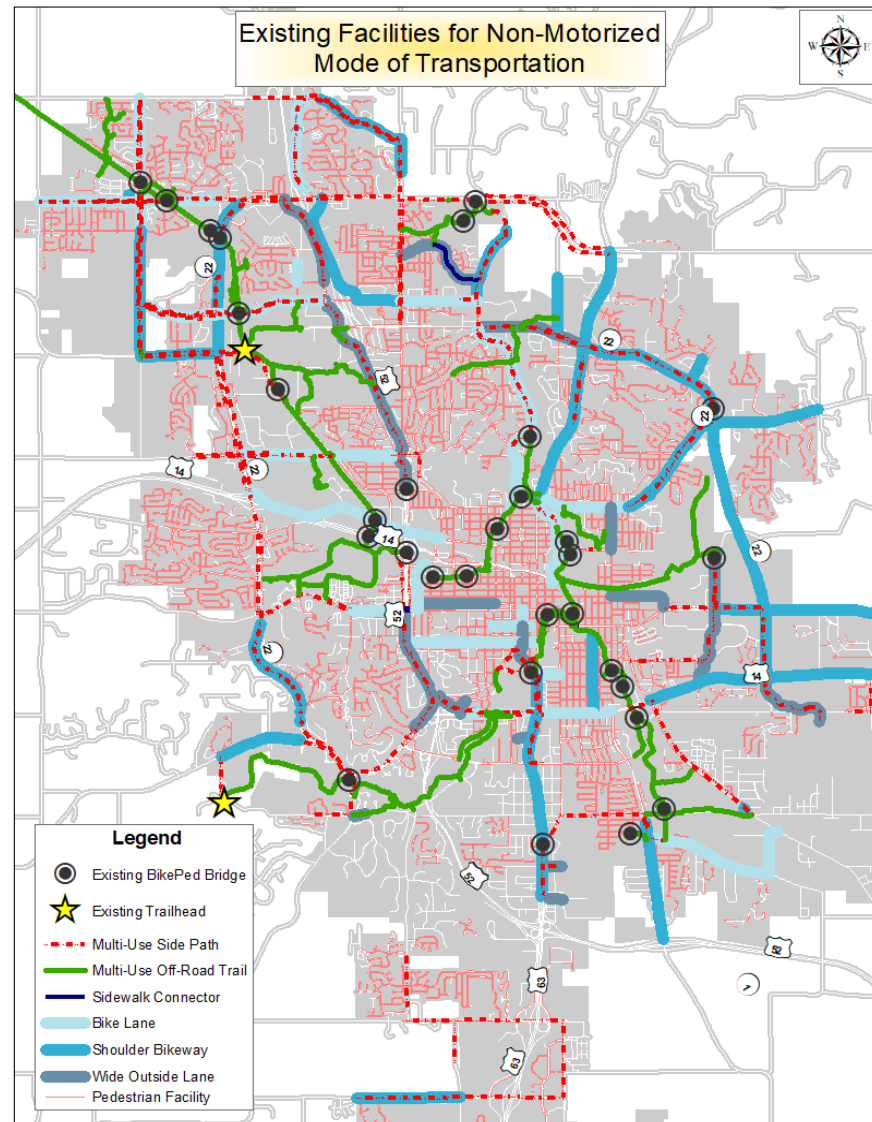 Existing Facilities for Non-Motorized
Mode of Transportation
N
W E
S
22
63
22
22
14
22
14
22
52
22
14
Legend
Existing BikePed Bridge
Existing Trailhead
Multi-Use Side Path
Multi-Use Off-Road Trail
Sidewalk Connector
Bike Lane
Shoulder Bikeway
Wide Outside Lane
Pedestrian Facility
52
52
63
1
63